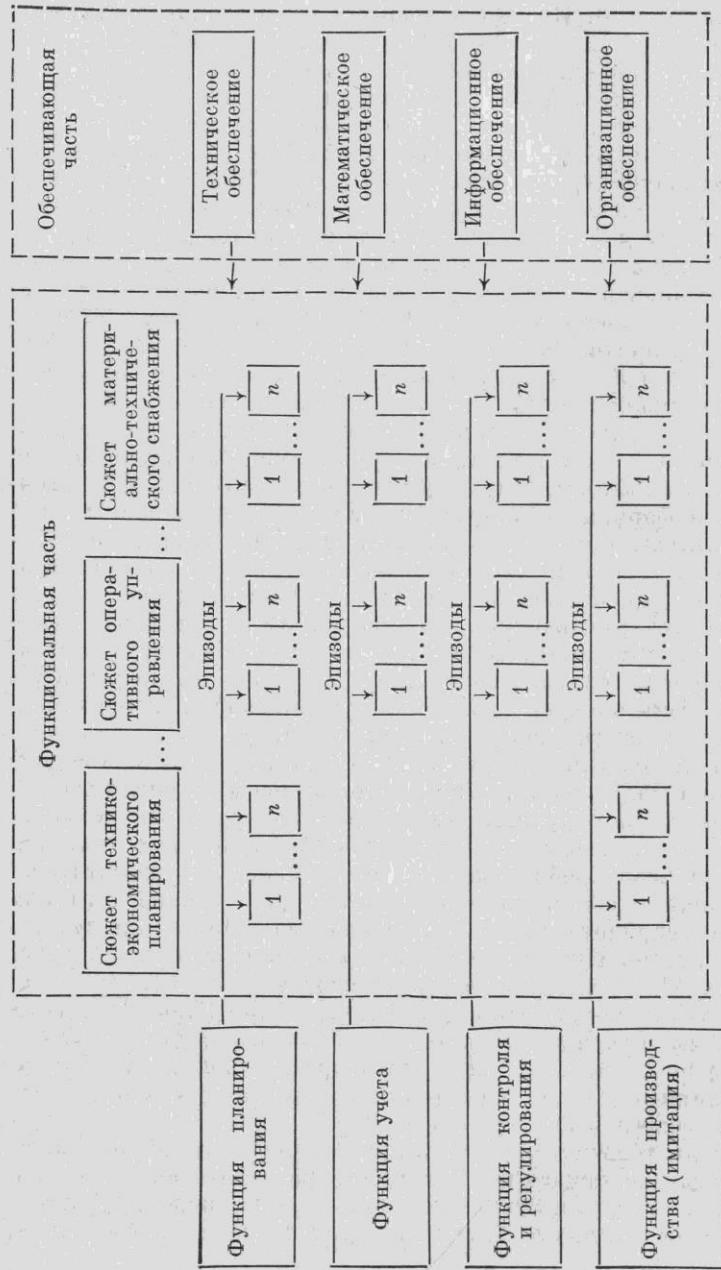 Функциональная часть
Обеспечивающая
часть
Сюжет технико-
экономического
планирования
...
Сюжет опера-
тивного уп-
равления
...
Сюжет матери-
ально-техниче-
ского снабжения
Функция планиро-
вания
Эпизоды
1 ... n
1 ... n
1 ... n
Техническое
обеспечение
Функция учета
Эпизоды
1 ... n
1 ... n
Математическое
обеспечение
Функция контроля
и регулирования
Эпизоды
1 ... n
1 ... n
Информационное
обеспечение
Функция производ-
ства (имитация)
Эпизоды
1 ... n
1 ... n
1 ... n
Организационное
обеспечение